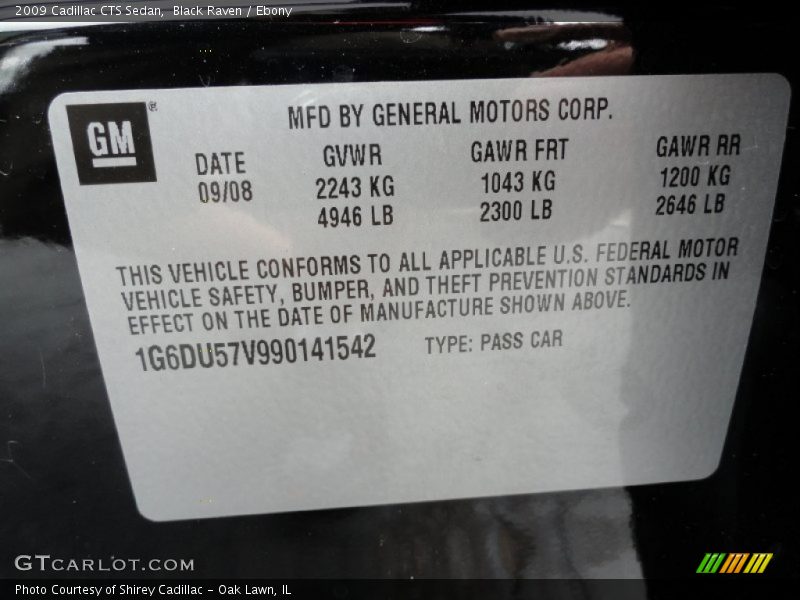 2009 Cadillac CTS Sedan,  Black Raven / Ebony
GM®
MFD BY GENERAL MOTORS CORP.
DATE GVWR GAWR FRT GAWR RR
09/08 2243 KG 1043 KG 1200 KG
4946 LB 2300 LB 2646 LB
THIS VEHICLE CONFORMS TO ALL APPLICABLE U.S. FEDERAL MOTOR
VEHICLE SAFETY, BUMPER, AND THEFT PREVENTION STANDARDS IN
EFFECT ON THE DATE OF MANUFACTURE SHOWN ABOVE.
1G6DU57V990141542 TYPE: PASS CAR
GTCARLOT.COM
Photo Courtesy of Shirey Cadillac - Oak Lawn, IL